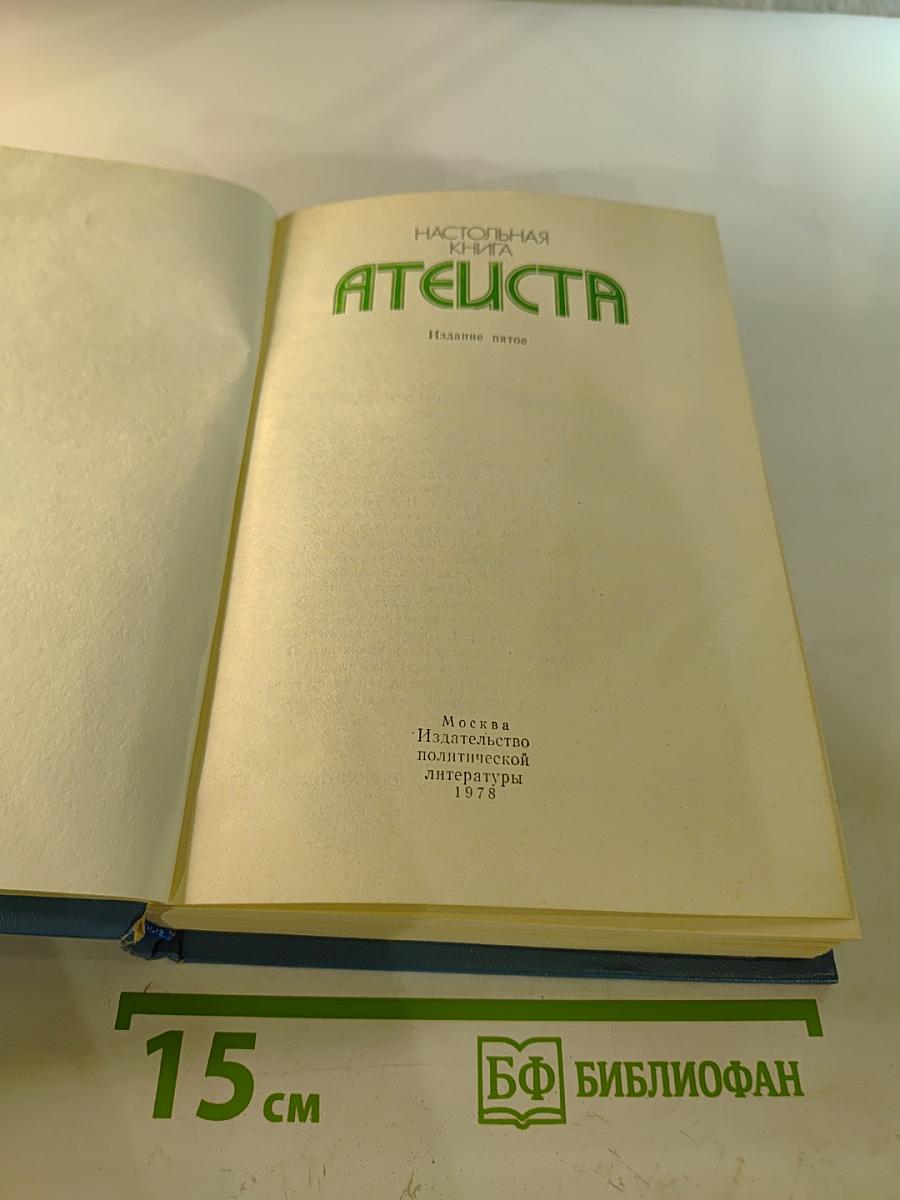 НАСТОЛЬНАЯ
КНИГА
АТЕИСТА
Издание пятое
Москва
Издательство
политической
литературы
1978
15 см
БФ БИБЛИОФАН